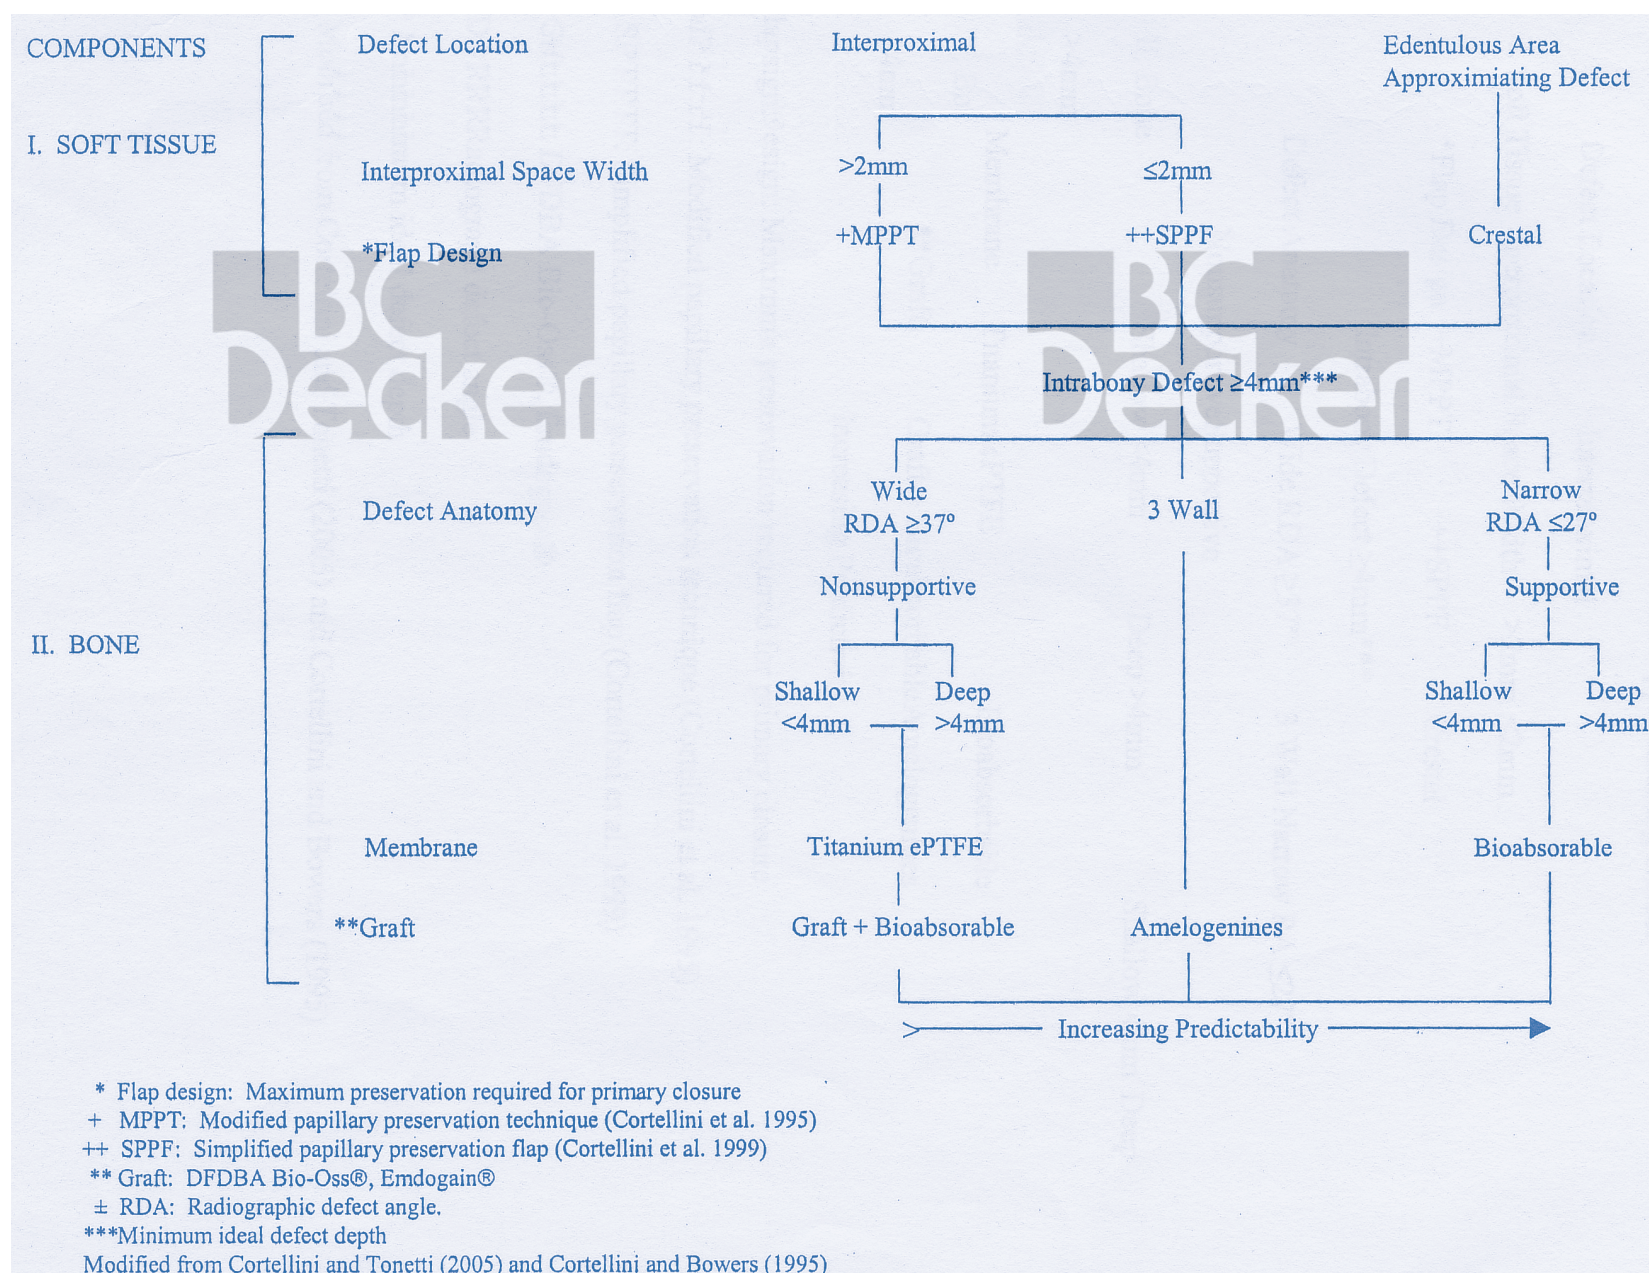 COMPONENTS
Defect Location
Interproximal
Edentulous Area
Approximiating Defect
I. SOFT TISSUE
Interproximal Space Width
>2mm
≤2mm
*Flap Design
+MPPT
++SPPF
Crestal
BC
Decker
BC
Decker
Intrabony Defect ≥4mm***
II. BONE
Defect Anatomy
Wide
RDA ≥37º
3 Wall
Narrow
RDA ≤27º
Nonsupportive
Supportive
Shallow
<4mm
Deep
>4mm
Shallow
<4mm
Deep
>4mm
Membrane
Titanium ePTFE
Bioabsorable
**Graft
Graft + Bioabsorable
Amelogenines
Increasing Predictability
* Flap design: Maximum preservation required for primary closure
+ MPPT: Modified papillary preservation technique (Cortellini et al. 1995)
++ SPPF: Simplified papillary preservation flap (Cortellini et al. 1999)
** Graft: DFDBA Bio-Oss®, Emdogain®
± RDA: Radiographic defect angle.
***Minimum ideal defect depth
Modified from Cortellini and Tonetti (2005) and Cortellini and Bowers (1995)